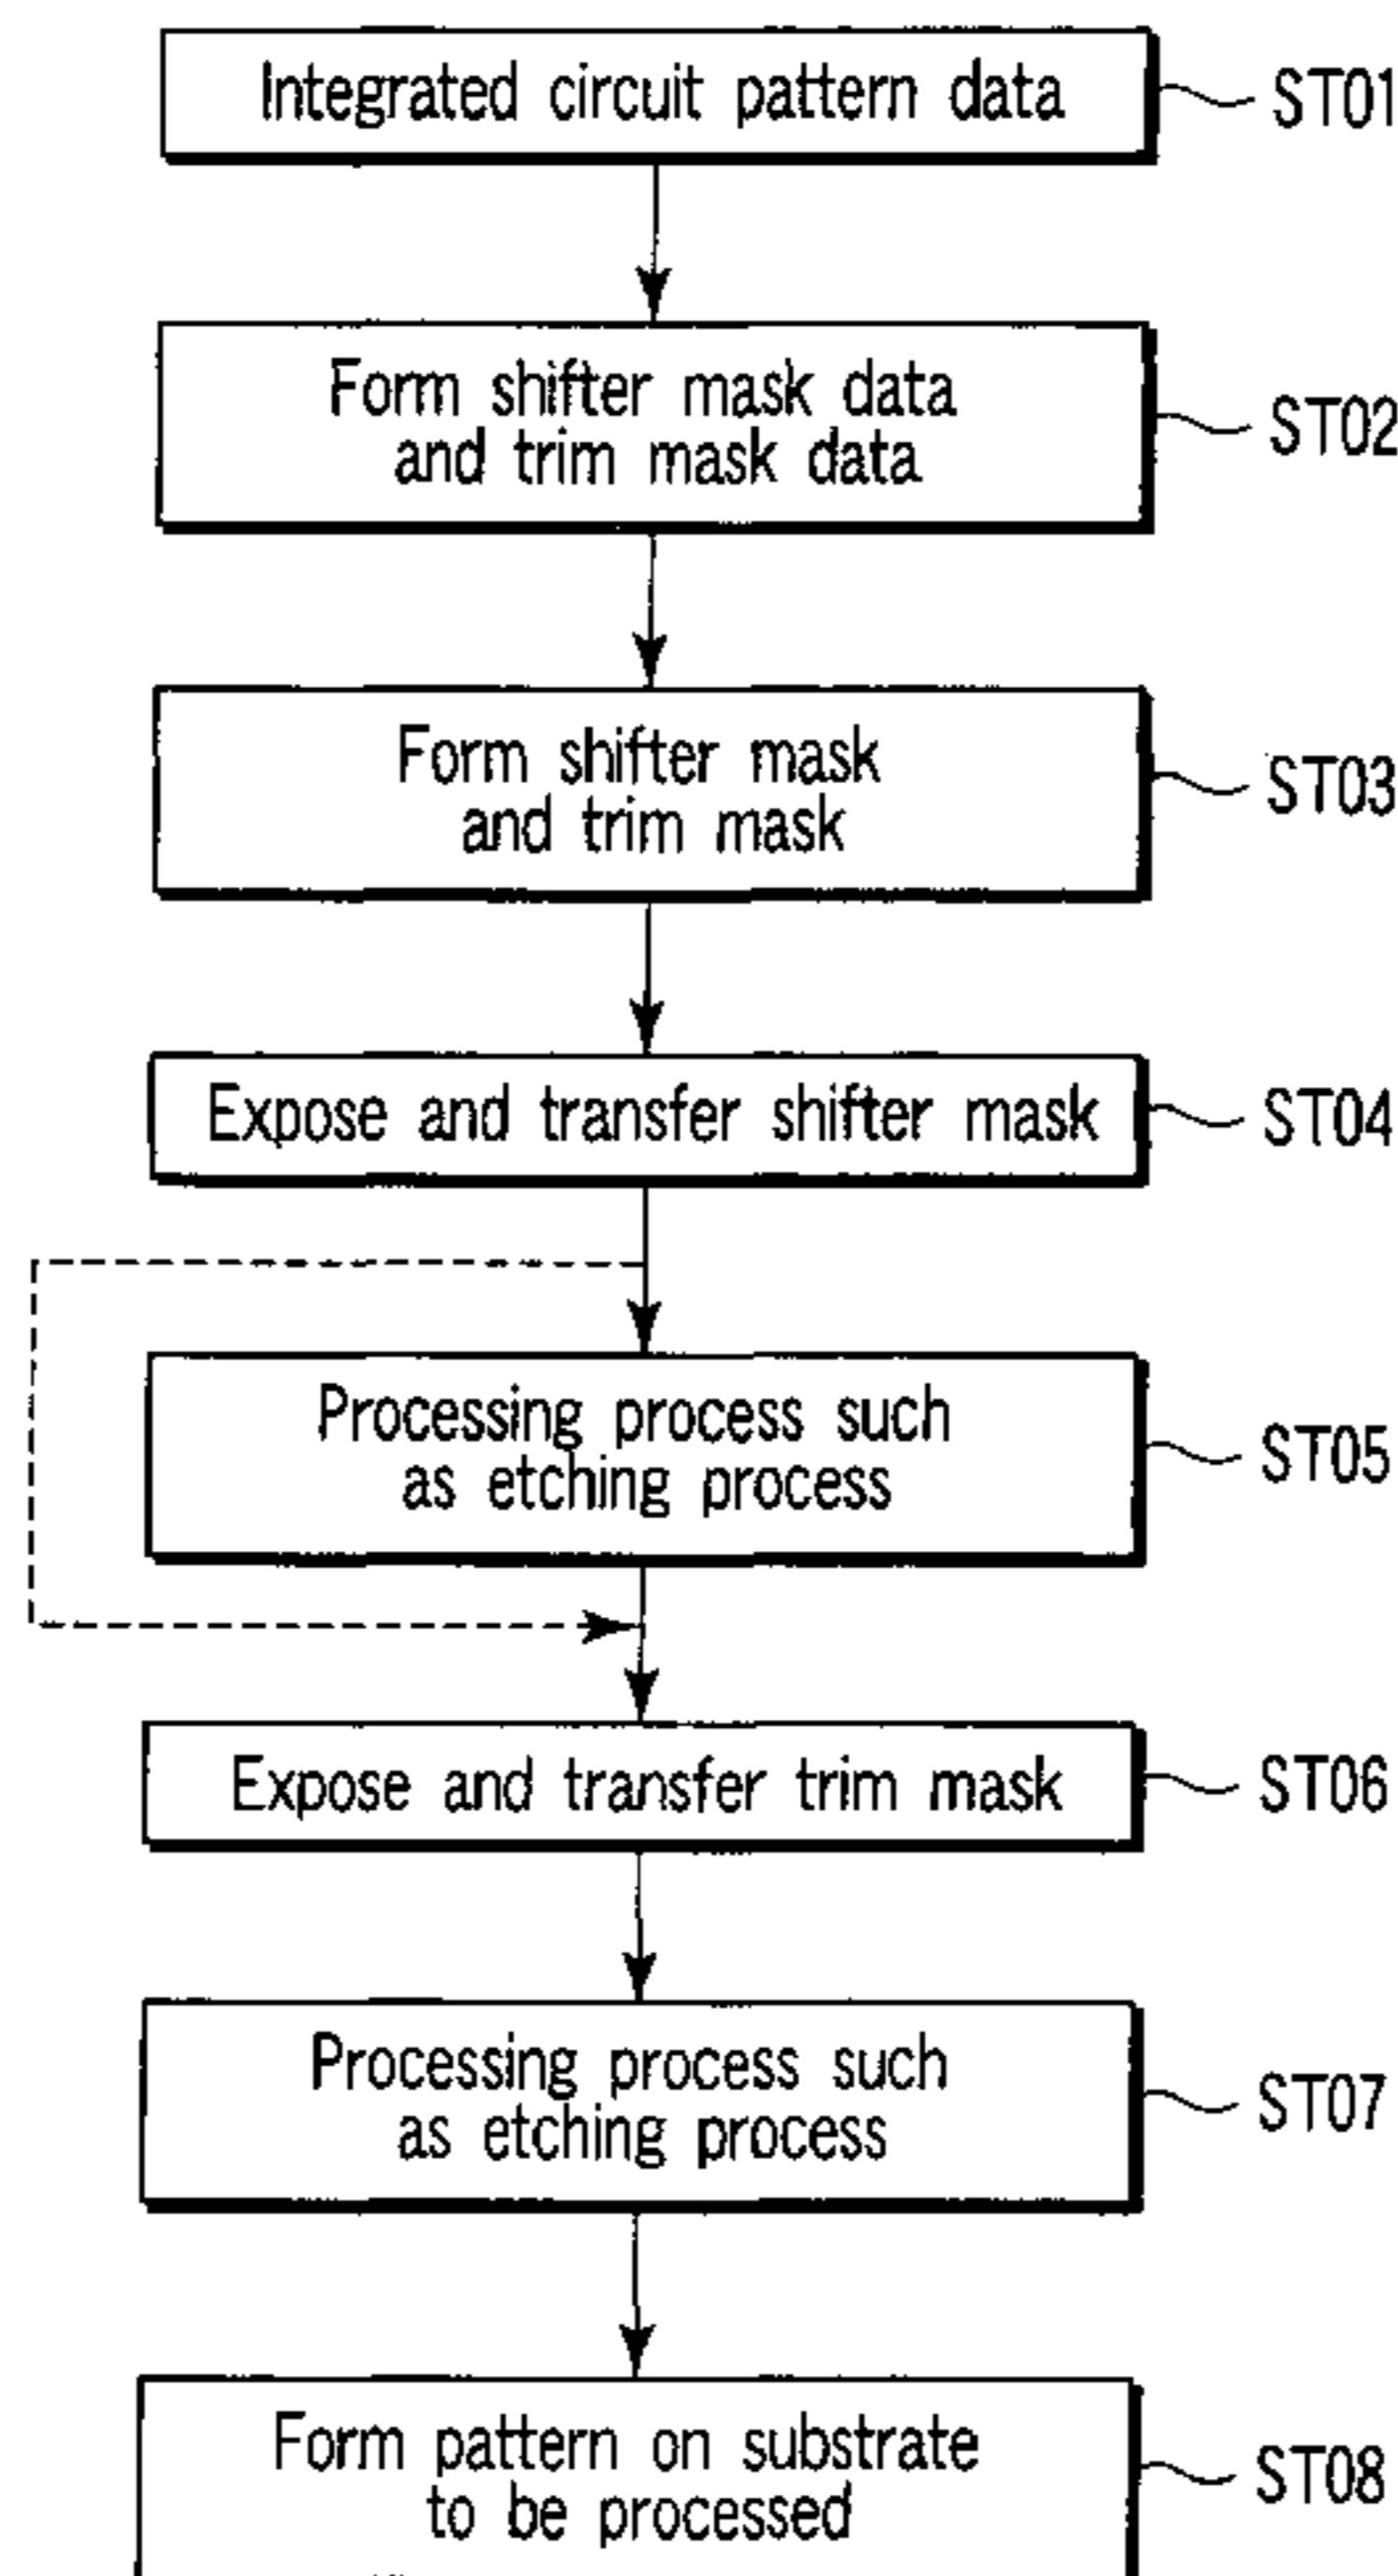 Integrated circuit pattern data
ST01
Form shifter mask data
and trim mask data
ST02
Form shifter mask
and trim mask
ST03
Expose and transfer shifter mask
ST04
Processing process such
as etching process
ST05
Expose and transfer trim mask
ST06
Processing process such
as etching process
ST07
Form pattern on substrate
to be processed
ST08